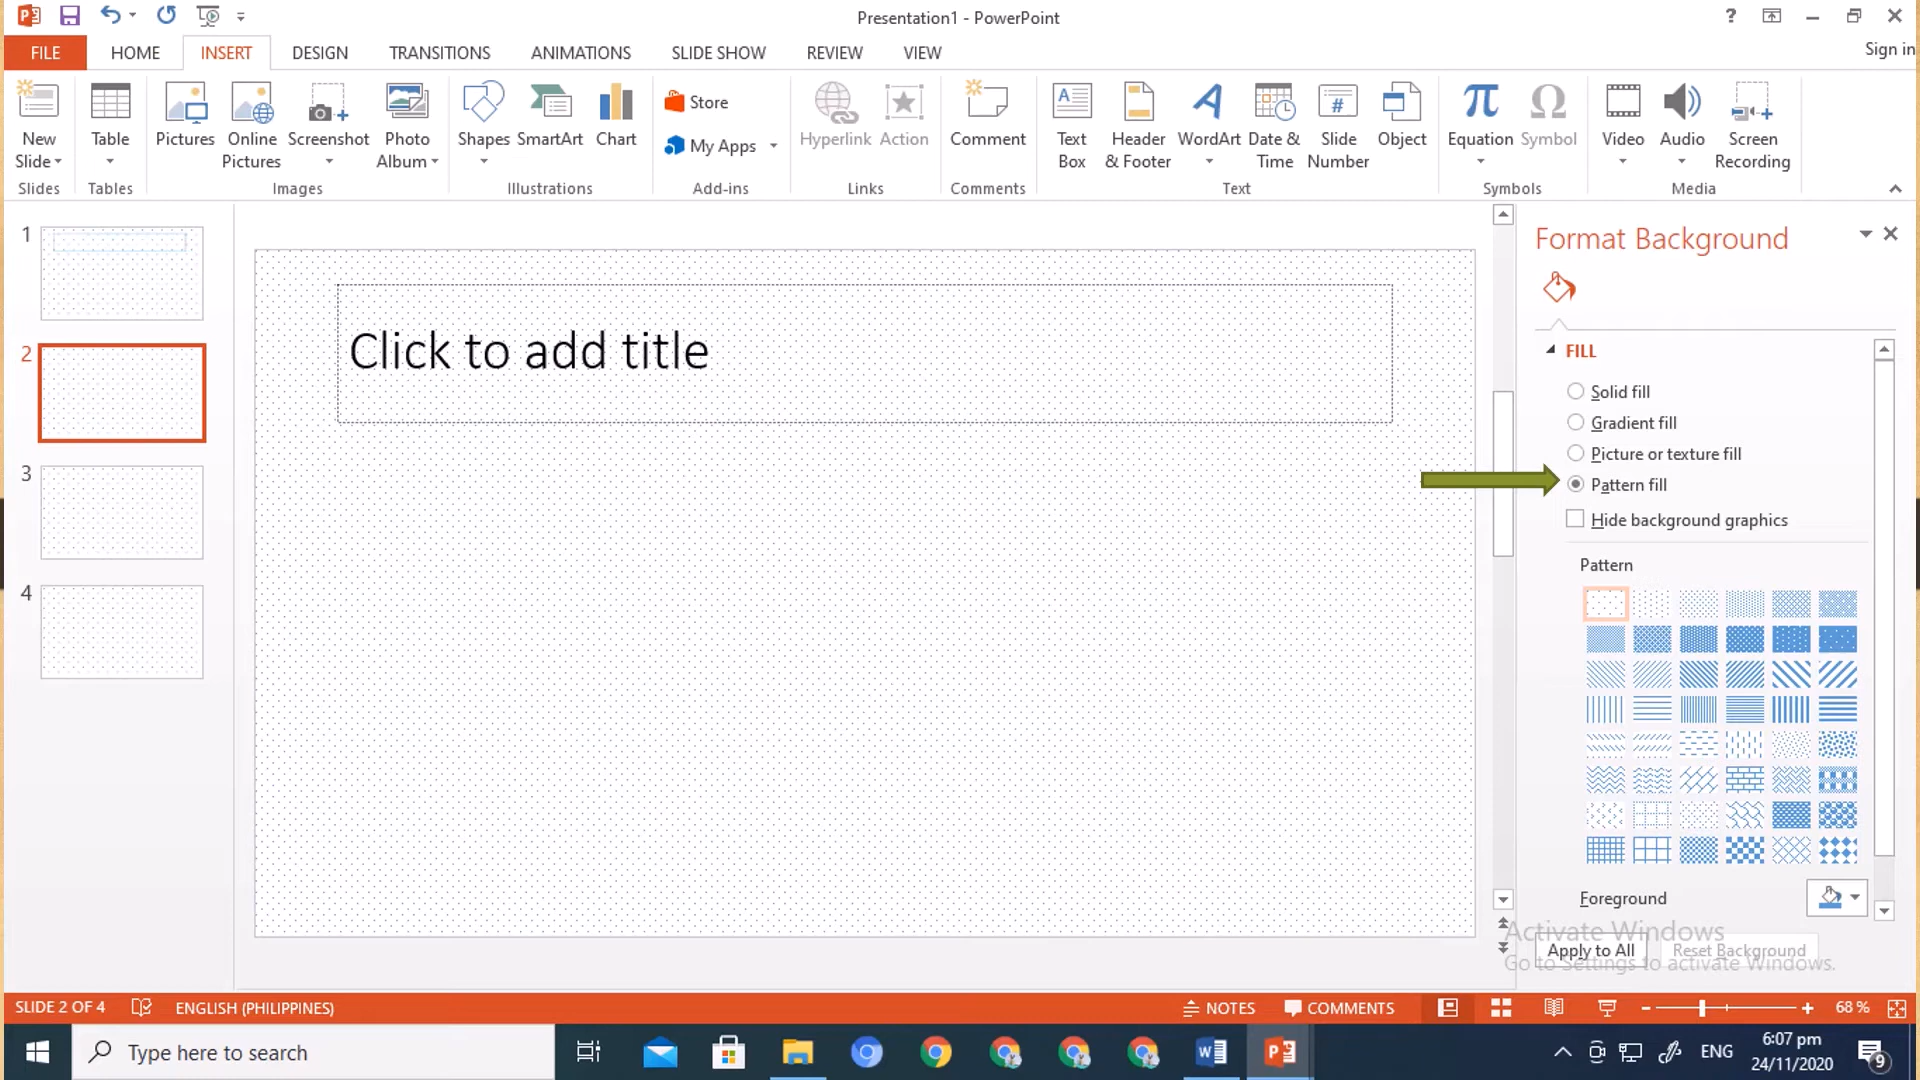 Presentation1 - PowerPoint
?
Sign in
FILE HOME INSERT DESIGN TRANSITIONS ANIMATIONS SLIDE SHOW REVIEW VIEW
New Slide
Table
Pictures
Online Pictures
Screenshot
Photo Album
Shapes
SmartArt
Chart
Store
My Apps
Hyperlink
Action
Comment
Text Box
Header & Footer
WordArt
Date & Time
Slide Number
Object
Equation
Symbol
Video
Audio
Screen Recording
Slides Tables Images Illustrations Add-ins Links Comments Text Symbols Media
1
2
3
4
Click to add title
Format Background
FILL
Solid fill
Gradient fill
Picture or texture fill
Pattern fill
Hide background graphics
Pattern
Foreground
Apply to All Reset Background
Activate Windows
Go to Settings to activate Windows.
SLIDE 2 OF 4 ENGLISH (PHILIPPINES) NOTES COMMENTS 68 %
Type here to search
ENG
6:07 pm
24/11/2020
9